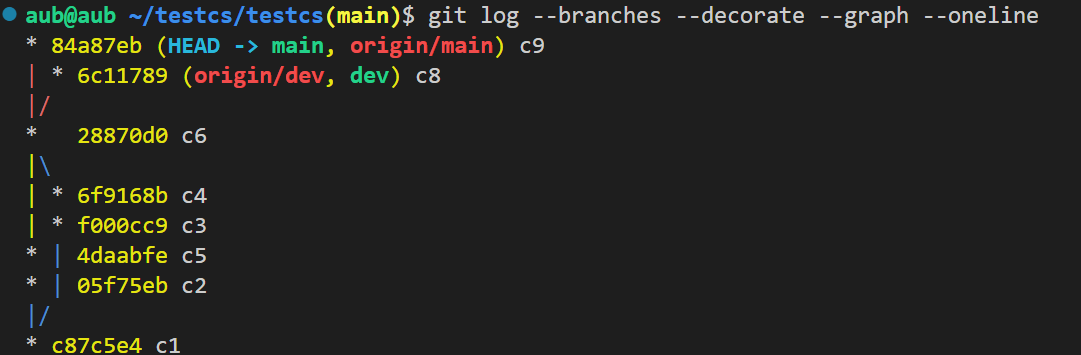 aub@aub ~/testcs/testcs(main)$ git log --branches --decorate --graph --oneline
* 84a87eb (HEAD -> main, origin/main) c9
| * 6c11789 (origin/dev, dev) c8
|/
*   28870d0 c6
|\
| * 6f9168b c4
| * f000cc9 c3
* | 4daabfe c5
* | 05f75eb c2
|/
* c87c5e4 c1